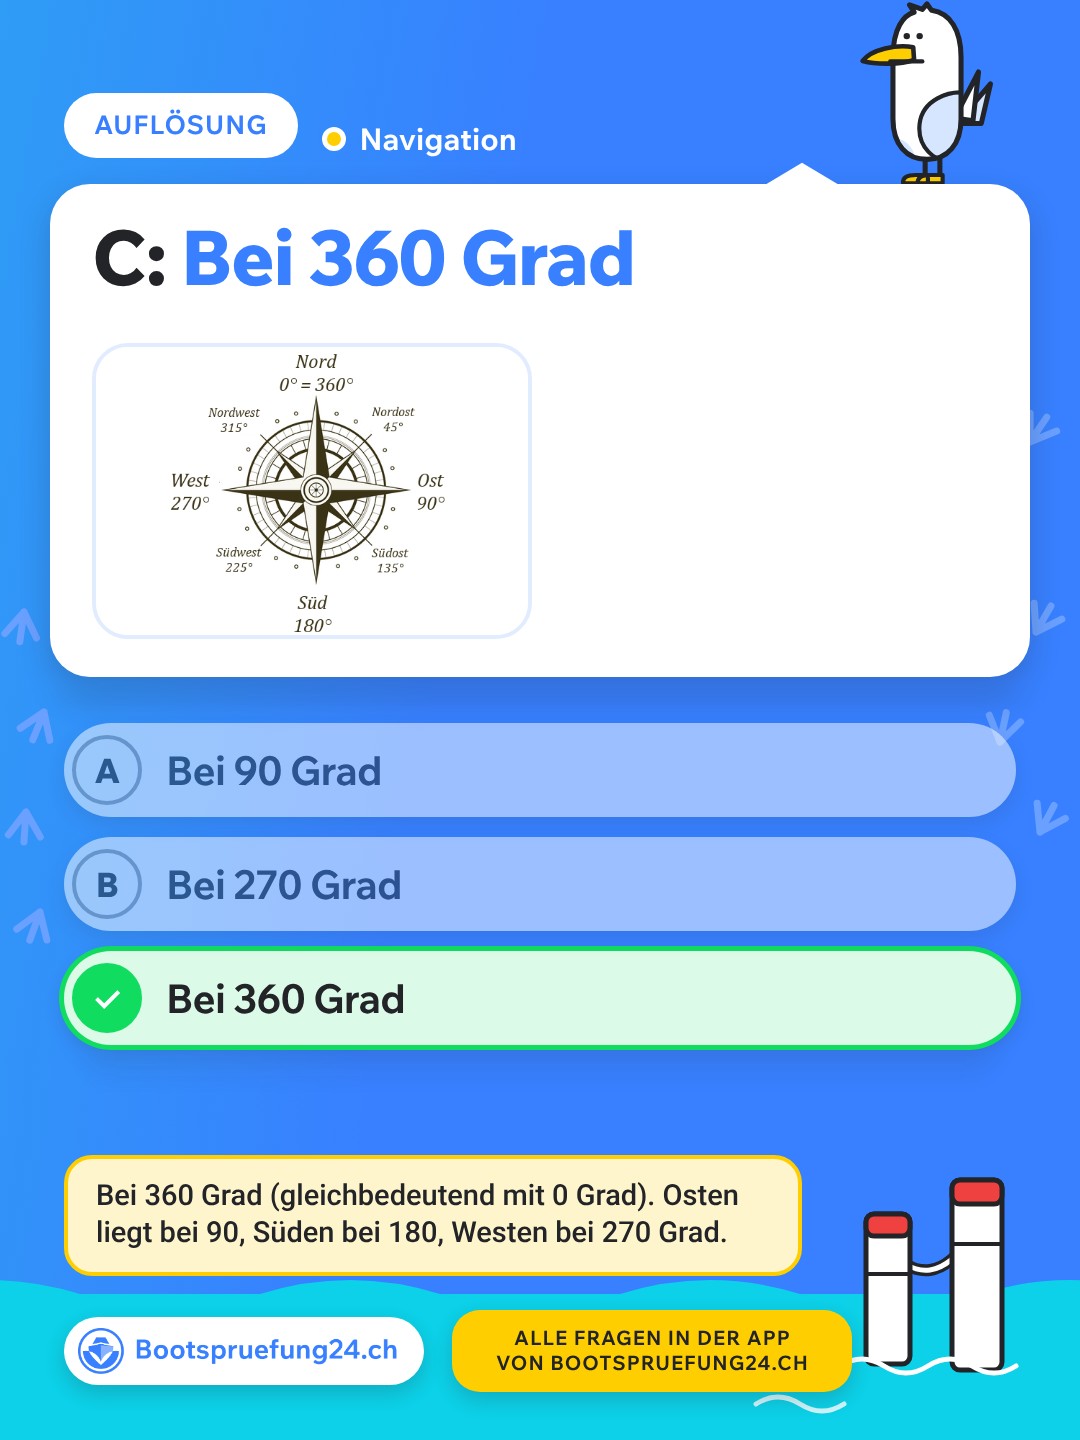 AUFLÖSUNG
Navigation
C: Bei 360 Grad
Nord
0° = 360°
Nordwest
315°
Nordost
45°
West
270°
Ost
90°
Südwest
225°
Südost
135°
Süd
180°
A
Bei 90 Grad
B
Bei 270 Grad
Bei 360 Grad
Bei 360 Grad (gleichbedeutend mit 0 Grad). Osten
liegt bei 90, Süden bei 180, Westen bei 270 Grad.
Bootspruefung24.ch
ALLE FRAGEN IN DER APP
VON BOOTSPRUEFUNG24.CH